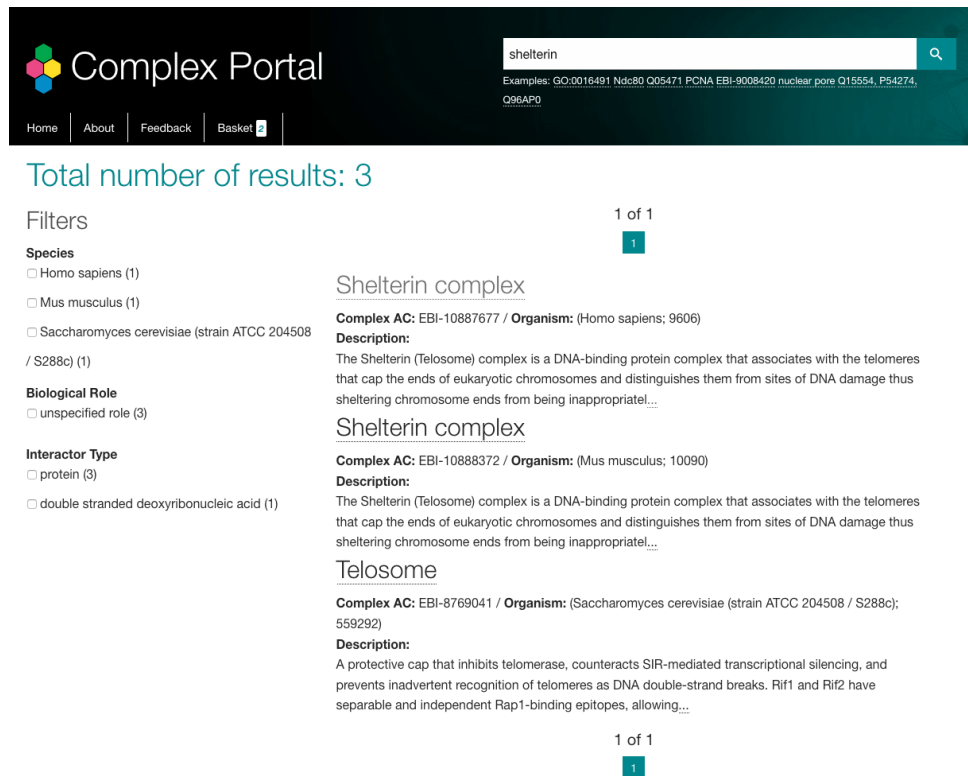 Complex Portal
shelterin
Examples: GO:0016491 Ndc80 Q05471 PCNA EBI-9008420 nuclear pore Q15554, P54274,
Q96AP0
Home
About
Feedback
Basket 2
Total number of results: 3
Filters
Species
Homo sapiens (1)
Mus musculus (1)
Saccharomyces cerevisiae (strain ATCC 204508
/ S288c) (1)
Biological Role
unspecified role (3)
Interactor Type
protein (3)
double stranded deoxyribonucleic acid (1)
1 of 1
1
Shelterin complex
Complex AC: EBI-10887677 / Organism: (Homo sapiens; 9606)
Description:
The Shelterin (Telosome) complex is a DNA-binding protein complex that associates with the telomeres
that cap the ends of eukaryotic chromosomes and distinguishes them from sites of DNA damage thus
sheltering chromosome ends from being inappropriatel...
Shelterin complex
Complex AC: EBI-10888372 / Organism: (Mus musculus; 10090)
Description:
The Shelterin (Telosome) complex is a DNA-binding protein complex that associates with the telomeres
that cap the ends of eukaryotic chromosomes and distinguishes them from sites of DNA damage thus
sheltering chromosome ends from being inappropriatel...
Telosome
Complex AC: EBI-8769041 / Organism: (Saccharomyces cerevisiae (strain ATCC 204508 / S288c);
559292)
Description:
A protective cap that inhibits telomerase, counteracts SIR-mediated transcriptional silencing, and
prevents inadvertent recognition of telomeres as DNA double-strand breaks. Rif1 and Rif2 have
separable and independent Rap1-binding epitopes, allowing...
1 of 1
1